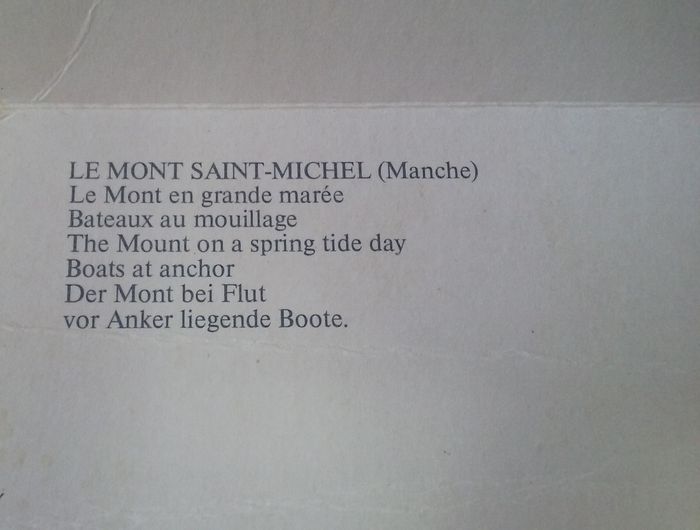 LE MONT SAINT-MICHEL (Manche)
Le Mont en grande marée
Bateaux au mouillage
The Mount on a spring tide day
Boats at anchor
Der Mont bei Flut
vor Anker liegende Boote.